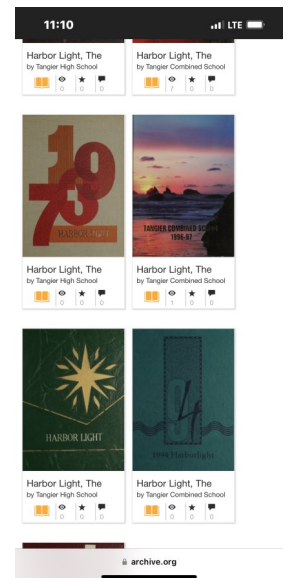 11:10
LTE
Harbor Light, The
by Tangier High School
0 0 0
Harbor Light, The
by Tangier Combined School
7 0 0
1973
HARBOR LIGHT
TANGIER COMBINED SCHOOL
1996-97
Harbor Light, The
by Tangier High School
0 0 0
Harbor Light, The
by Tangier Combined School
1 0 0
HARBOR LIGHT
94
1994 Harborlight
Harbor Light, The
by Tangier High School
0 0 0
Harbor Light, The
by Tangier Combined School
0 0 0
archive.org